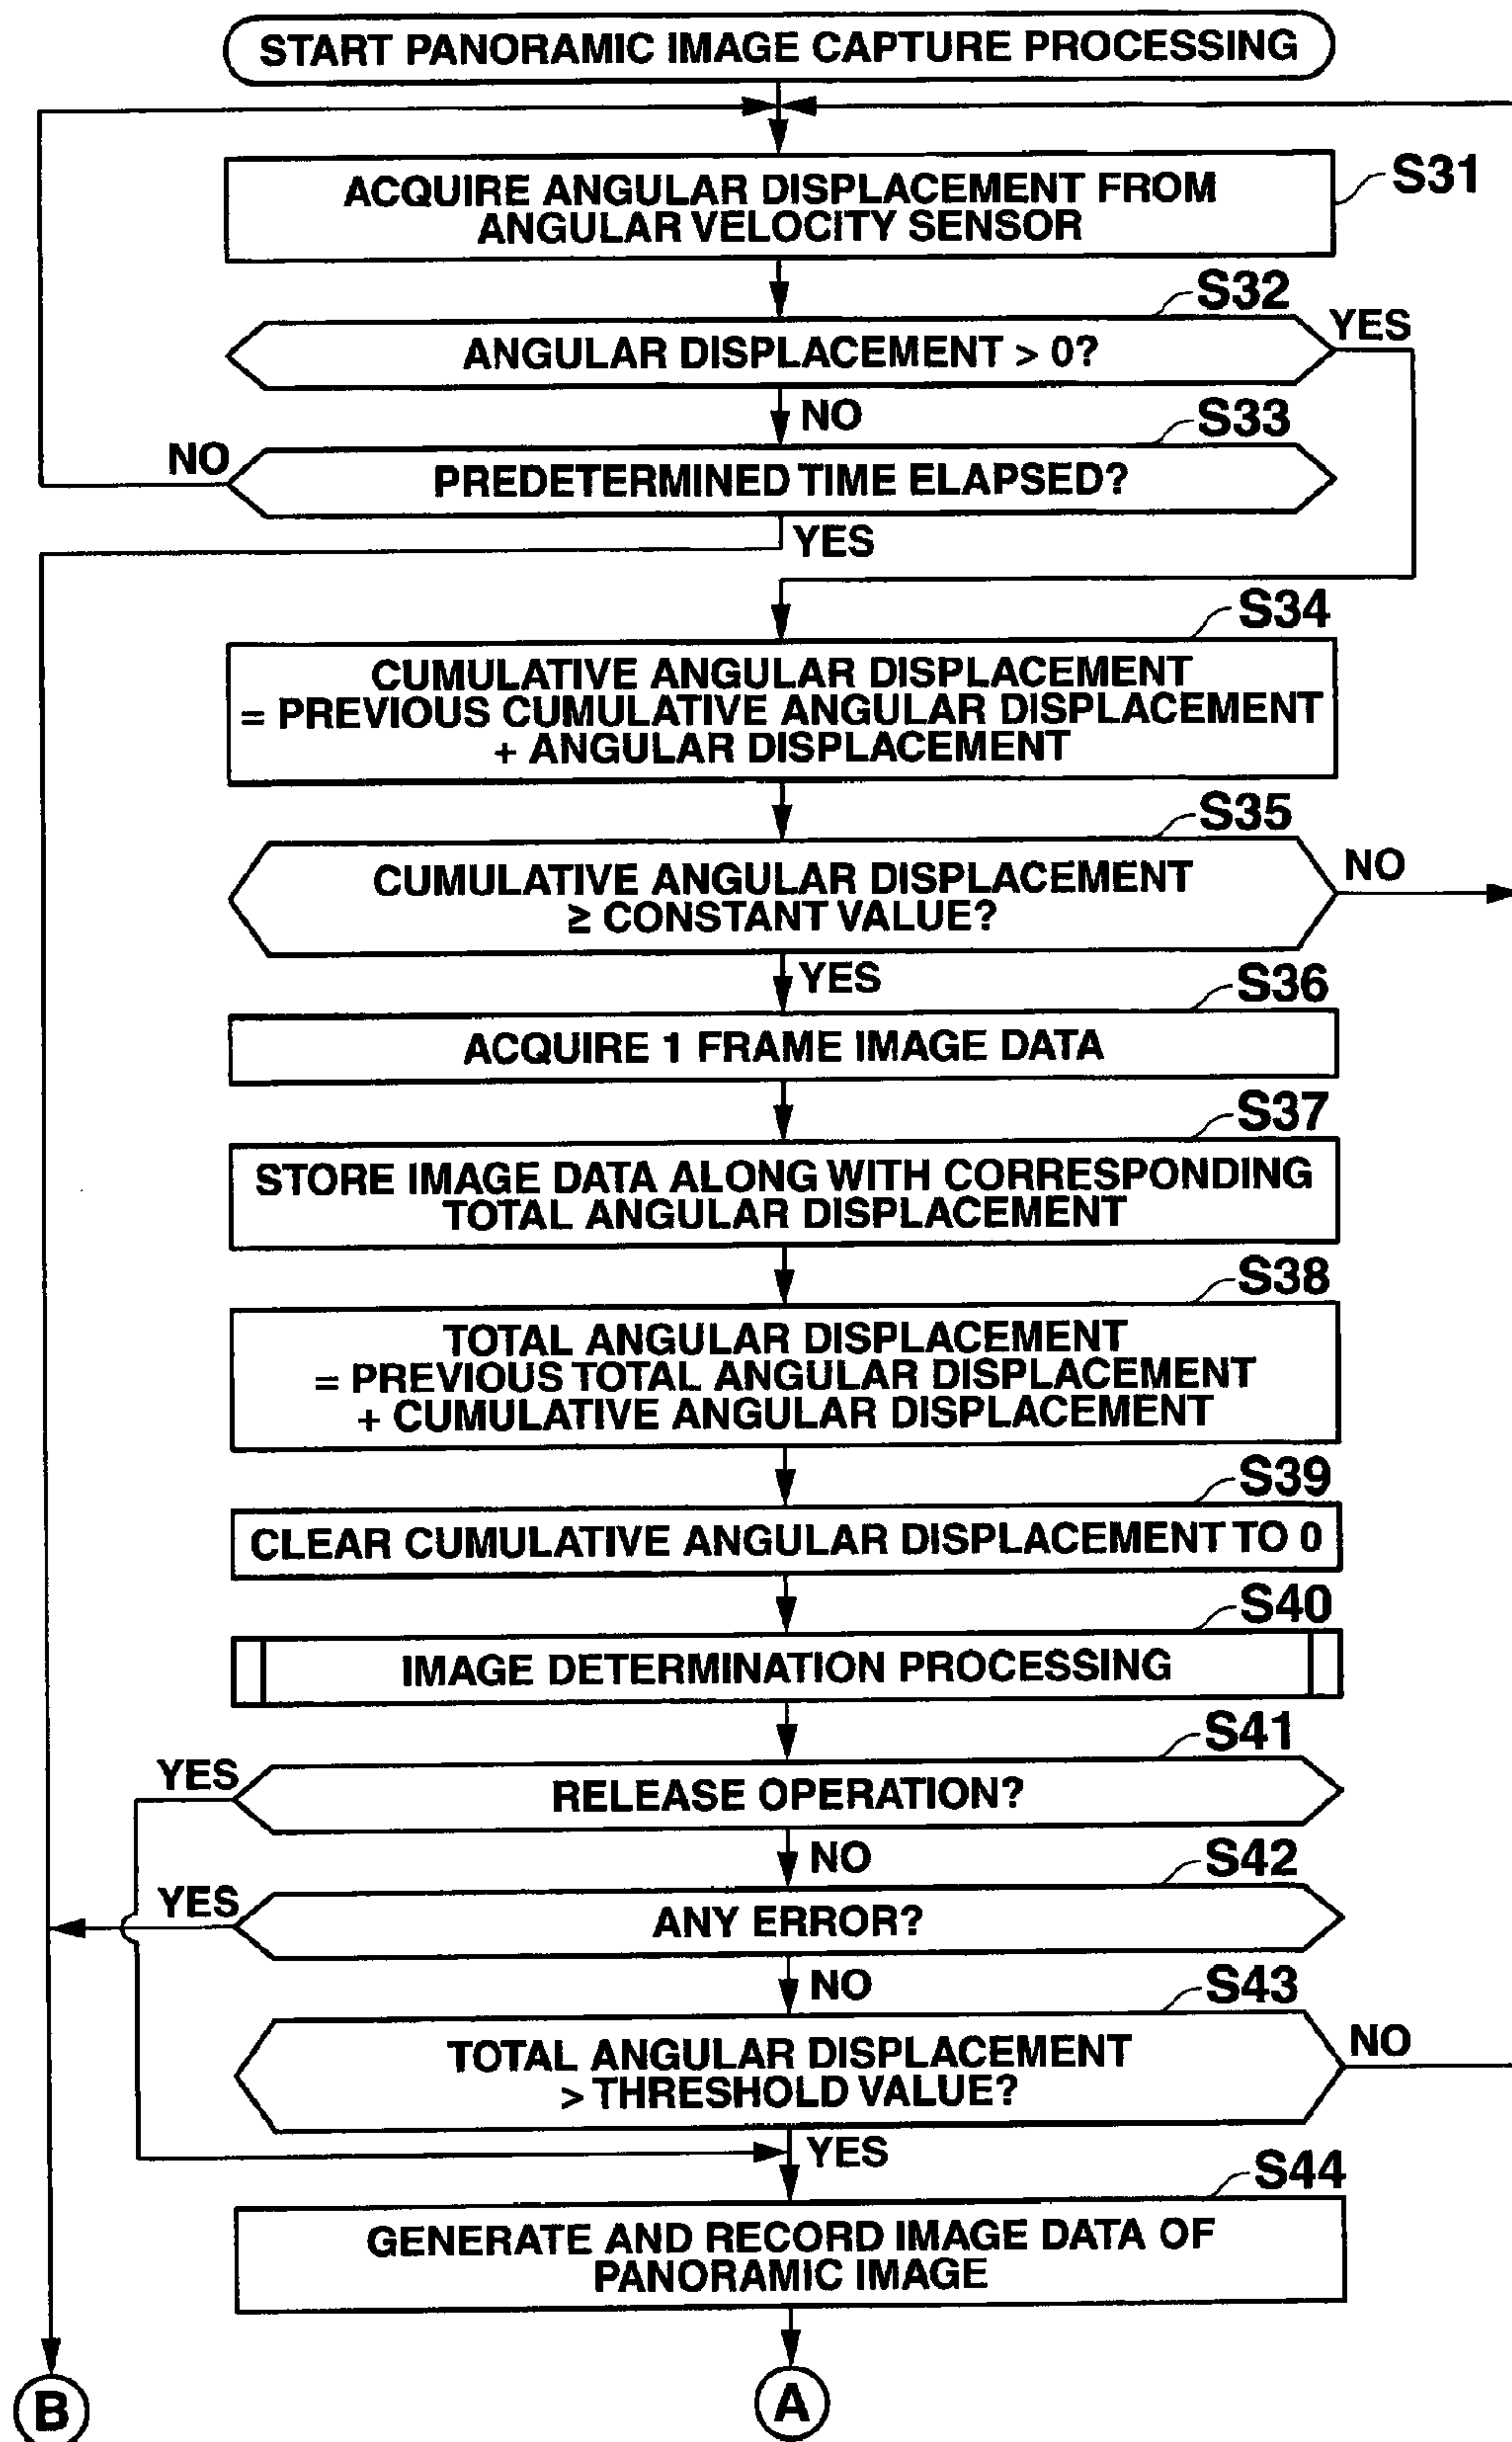 START PANORAMIC IMAGE CAPTURE PROCESSING
S31
ACQUIRE ANGULAR DISPLACEMENT FROM
ANGULAR VELOCITY SENSOR
S32
ANGULAR DISPLACEMENT > 0?
YES
NO
S33
NO
PREDETERMINED TIME ELAPSED?
YES
S34
CUMULATIVE ANGULAR DISPLACEMENT
= PREVIOUS CUMULATIVE ANGULAR DISPLACEMENT
+ ANGULAR DISPLACEMENT
S35
CUMULATIVE ANGULAR DISPLACEMENT
≥ CONSTANT VALUE?
NO
YES
S36
ACQUIRE 1 FRAME IMAGE DATA
S37
STORE IMAGE DATA ALONG WITH CORRESPONDING
TOTAL ANGULAR DISPLACEMENT
S38
TOTAL ANGULAR DISPLACEMENT
= PREVIOUS TOTAL ANGULAR DISPLACEMENT
+ CUMULATIVE ANGULAR DISPLACEMENT
S39
CLEAR CUMULATIVE ANGULAR DISPLACEMENT TO 0
S40
IMAGE DETERMINATION PROCESSING
S41
YES
RELEASE OPERATION?
NO
S42
YES
ANY ERROR?
NO
S43
TOTAL ANGULAR DISPLACEMENT
> THRESHOLD VALUE?
NO
YES
S44
GENERATE AND RECORD IMAGE DATA OF
PANORAMIC IMAGE
B
A